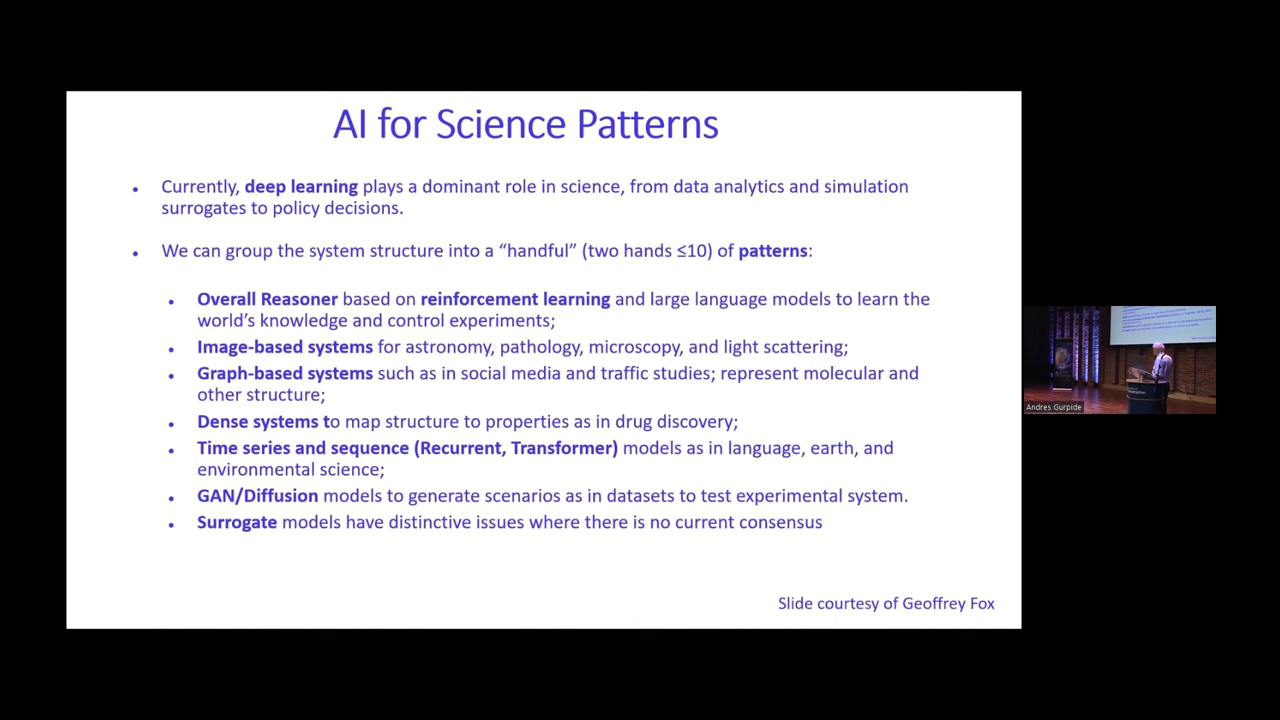 AI for Science Patterns
• Currently, deep learning plays a dominant role in science, from data analytics and simulation
surrogates to policy decisions.
• We can group the system structure into a “handful” (two hands ≤10) of patterns:
• Overall Reasoner based on reinforcement learning and large language models to learn the
world’s knowledge and control experiments;
• Image-based systems for astronomy, pathology, microscopy, and light scattering;
• Graph-based systems such as in social media and traffic studies; represent molecular and
other structure;
• Dense systems to map structure to properties as in drug discovery;
• Time series and sequence (Recurrent, Transformer) models as in language, earth, and
environmental science;
• GAN/Diffusion models to generate scenarios as in datasets to test experimental system.
• Surrogate models have distinctive issues where there is no current consensus
Slide courtesy of Geoffrey Fox
Andres Gurpide